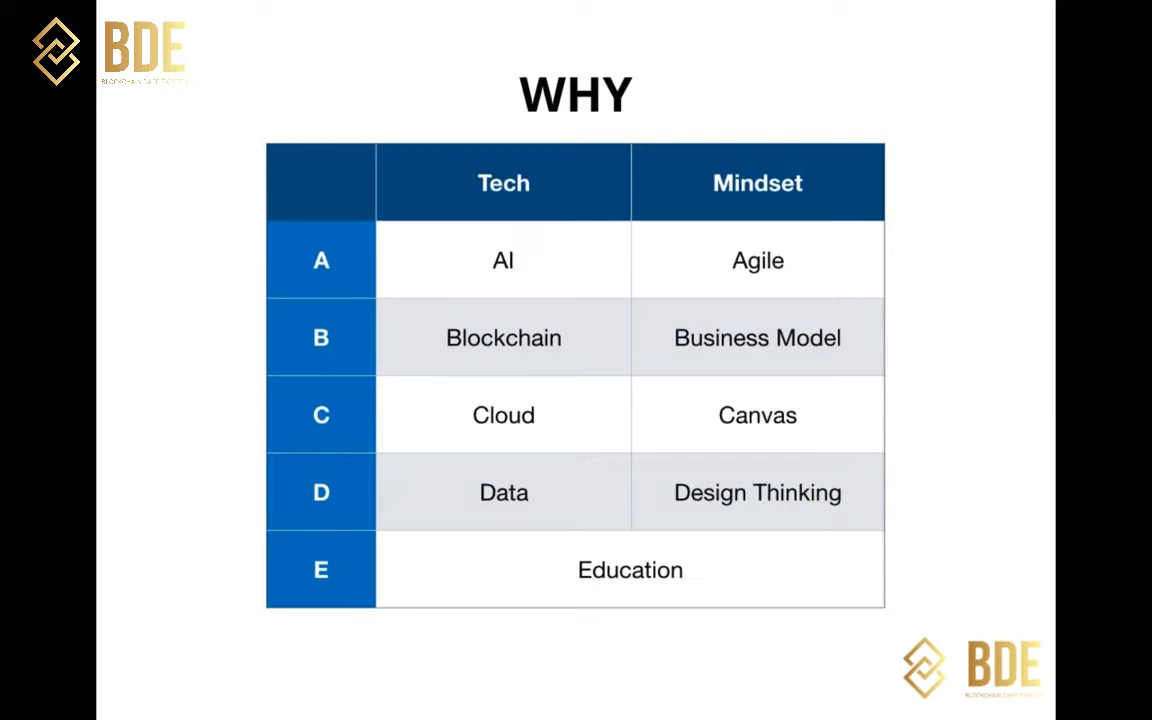 BDE
WHY
Tech Mindset
A AI Agile
B Blockchain Business Model
C Cloud Canvas
D Data Design Thinking
E Education
BDE